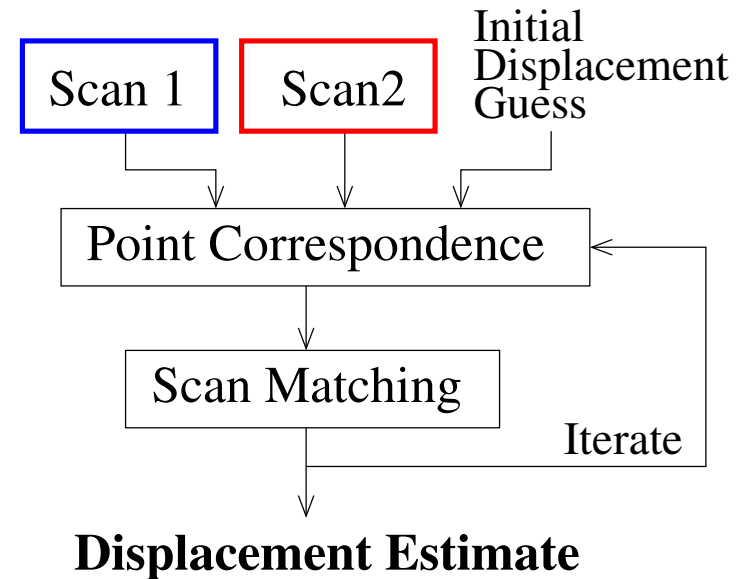 Scan 1
Scan2
Initial
Displacement
Guess
Point Correspondence
Scan Matching
Iterate
Displacement Estimate